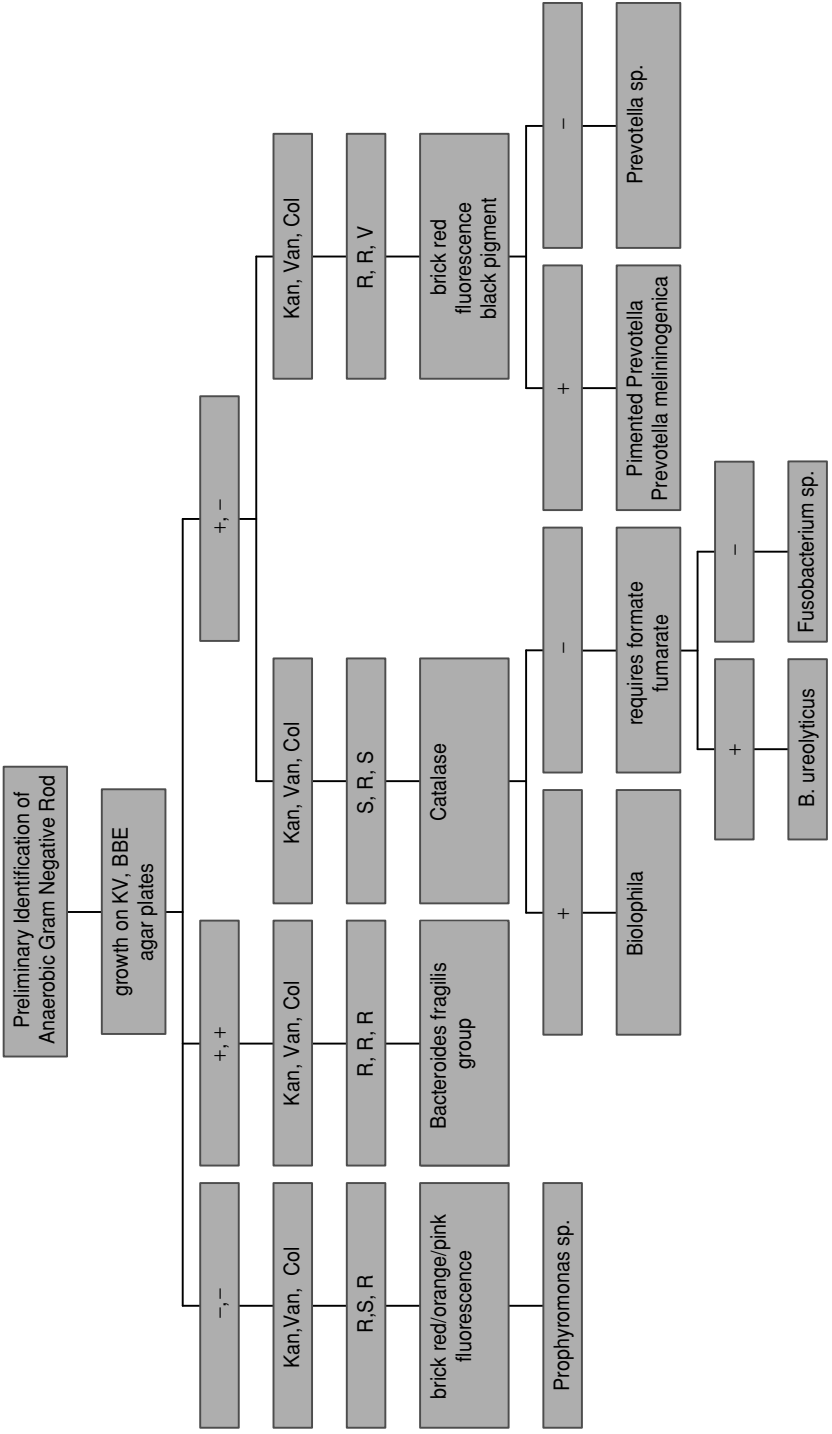 Preliminary Identification of
Anaerobic Gram Negative Rod
growth on KV, BBE
agar plates
–,–
+, +
+, –
Kan,Van, Col
Kan, Van, Col
Kan, Van, Col
Kan, Van, Col
R,S, R
R, R, R
S, R, S
R, R, V
brick red/orange/pink
fluorescence
Bacteroides fragilis
group
Catalase
brick red
fluorescence
black pigment
Prophyromonas sp.
+
–
+
–
Biolophila
requires formate
fumarate
Pimented Prevotella
Prevotella melininogenica
Prevotella sp.
+
–
B. ureolyticus
Fusobacterium sp.